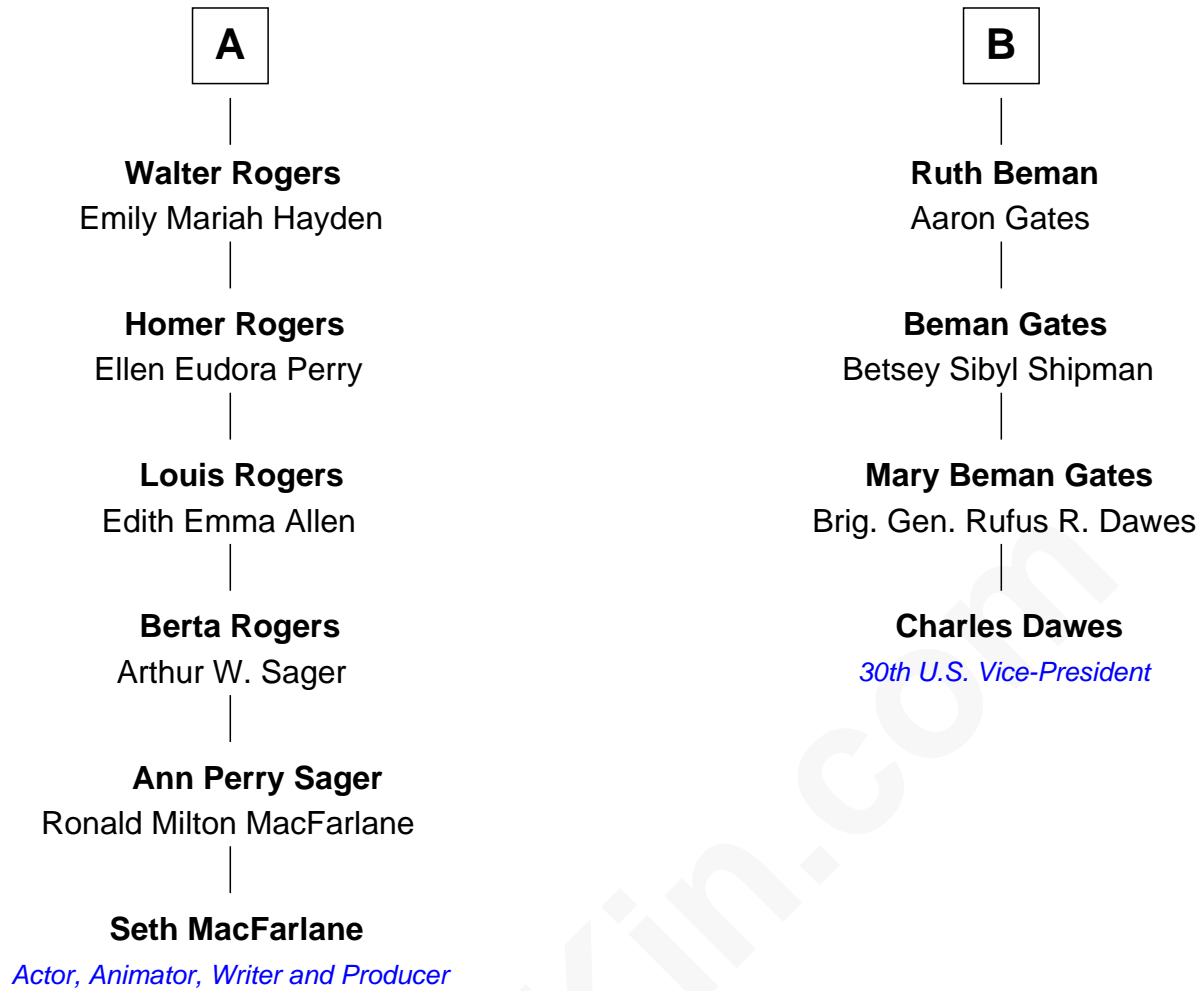 A
Walter Rogers
Emily Mariah Hayden
Homer Rogers
Ellen Eudora Perry
Louis Rogers
Edith Emma Allen
Berta Rogers
Arthur W. Sager
Ann Perry Sager
Ronald Milton MacFarlane
Seth MacFarlane
Actor, Animator, Writer and Producer
B
Ruth Beman
Aaron Gates
Beman Gates
Betsey Sibyl Shipman
Mary Beman Gates
Brig. Gen. Rufus R. Dawes
Charles Dawes
30th U.S. Vice-President